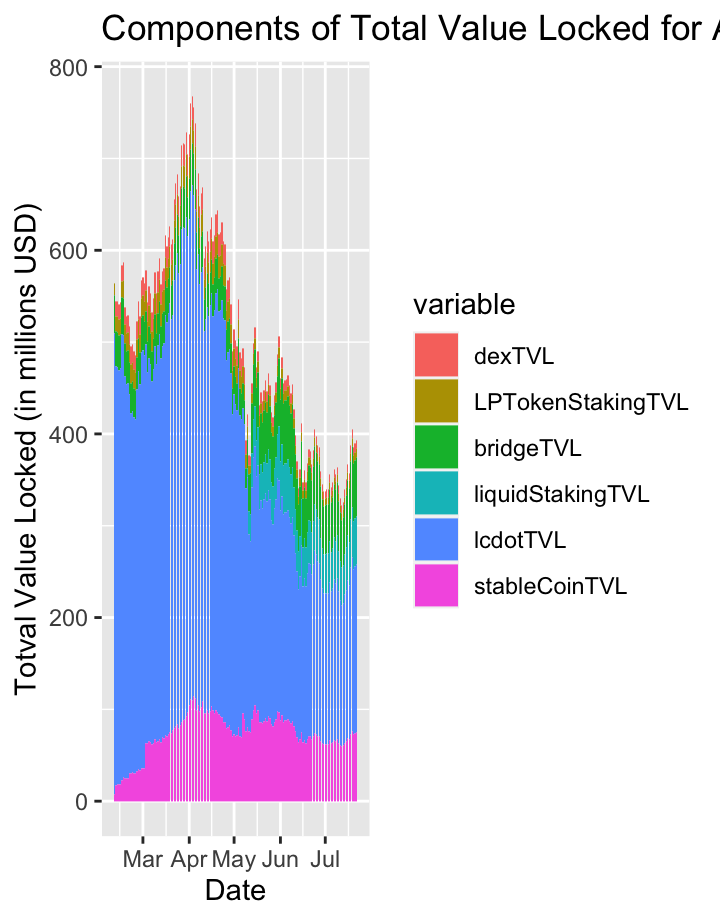 Components of Total Value Locked for A
800
600
400
200
0
Totval Value Locked (in millions USD)
Mar Apr May Jun Jul
Date
variable
dexTVL
LPTokenStakingTVL
bridgeTVL
liquidStakingTVL
lcdotTVL
stableCoinTVL